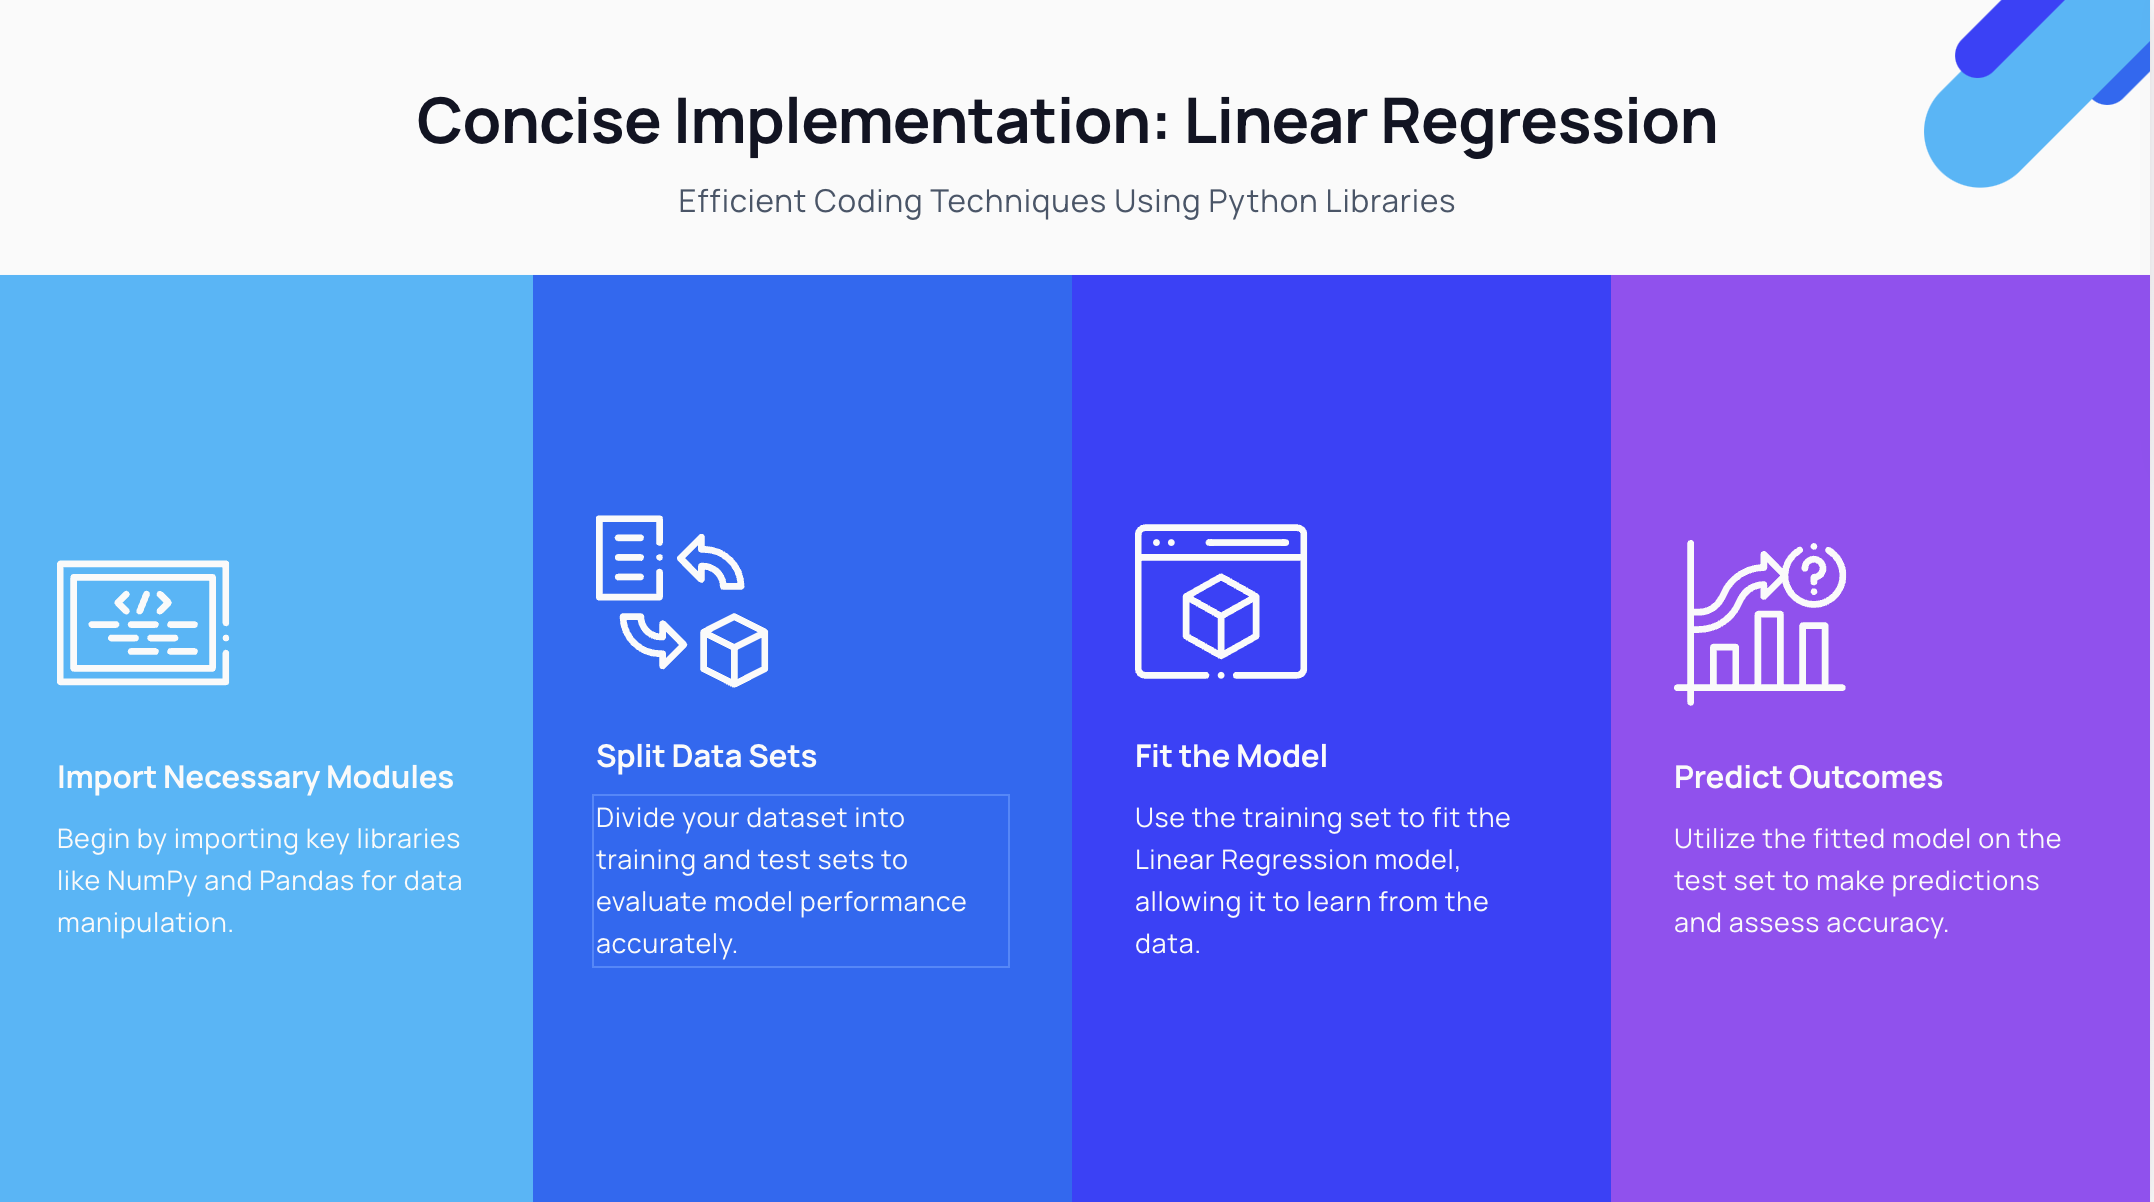 Concise Implementation: Linear Regression
Efficient Coding Techniques Using Python Libraries
Import Necessary Modules
Begin by importing key libraries
like NumPy and Pandas for data
manipulation.
Split Data Sets
Divide your dataset into
training and test sets to
evaluate model performance
accurately.
Fit the Model
Use the training set to fit the
Linear Regression model,
allowing it to learn from the
data.
Predict Outcomes
Utilize the fitted model on the
test set to make predictions
and assess accuracy.